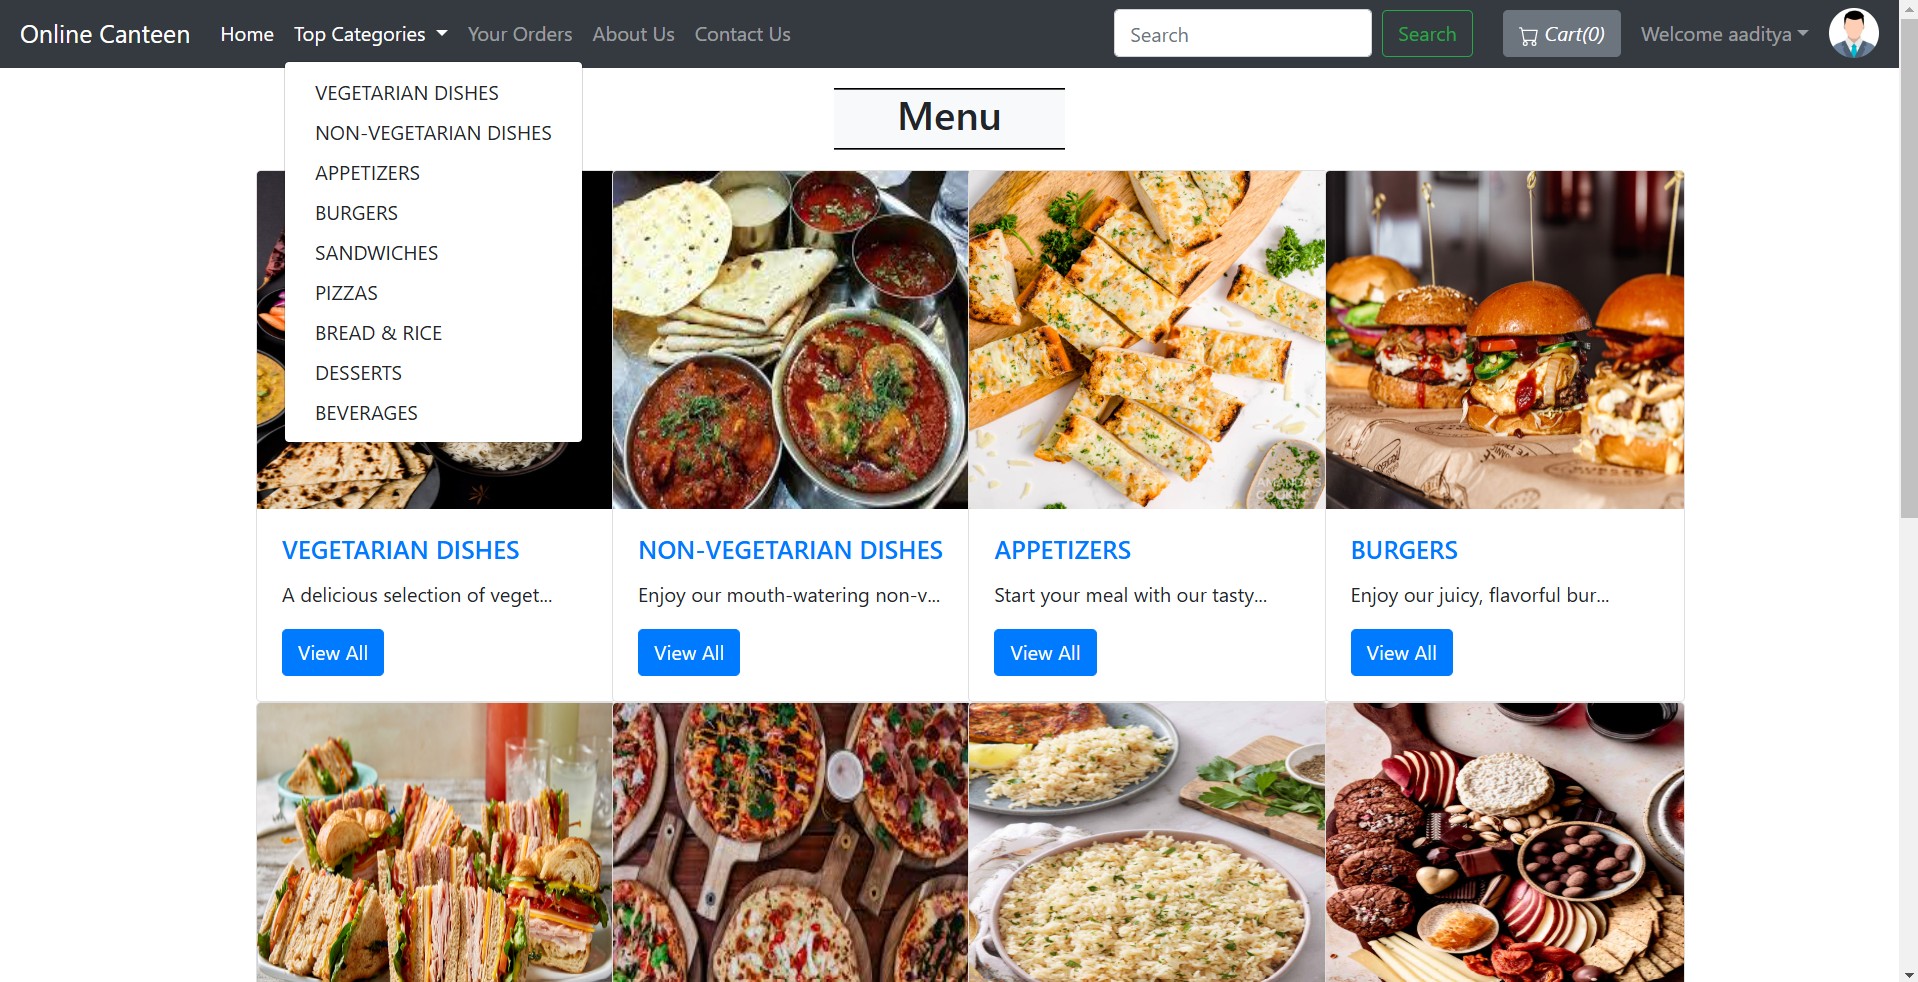 Online Canteen Home Top Categories Your Orders About Us Contact Us Search Search Cart(0) Welcome aaditya
VEGETARIAN DISHES
NON-VEGETARIAN DISHES
APPETIZERS
BURGERS
SANDWICHES
PIZZAS
BREAD & RICE
DESSERTS
BEVERAGES
Menu
AMANDA'S
VEGETARIAN DISHES
A delicious selection of veget...
View All
NON-VEGETARIAN DISHES
Enjoy our mouth-watering non-v...
View All
APPETIZERS
Start your meal with our tasty...
View All
BURGERS
Enjoy our juicy, flavorful bur...
View All